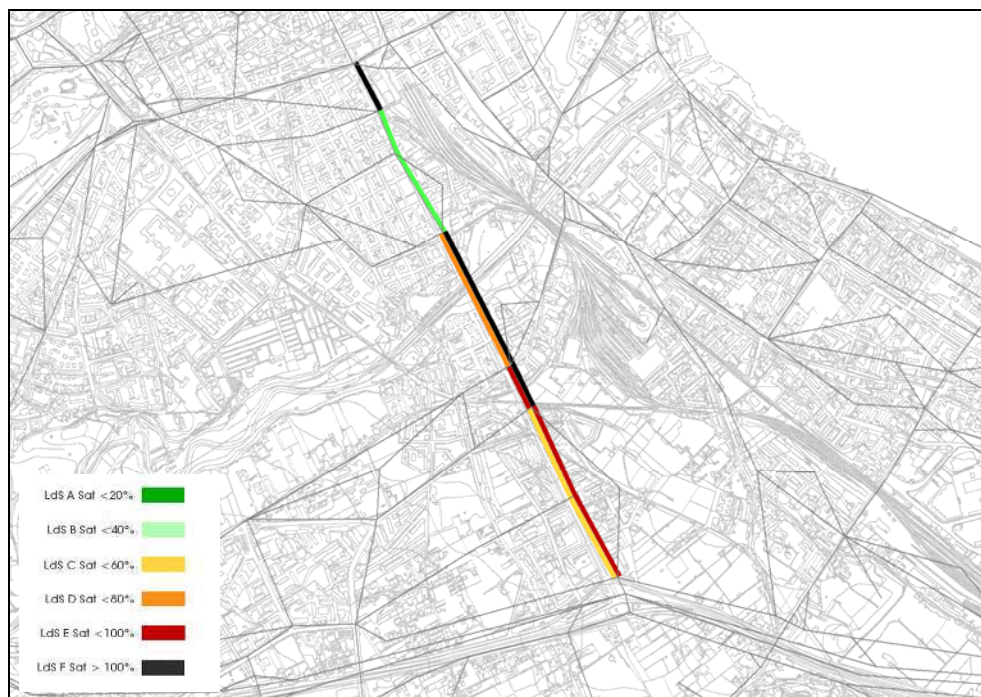 LdS A Sat <20%
LdS B Sat <40%
LdS C Sat <60%
LdS D Sat <80%
LdS E Sat <100%
LdS F Sat > 100%